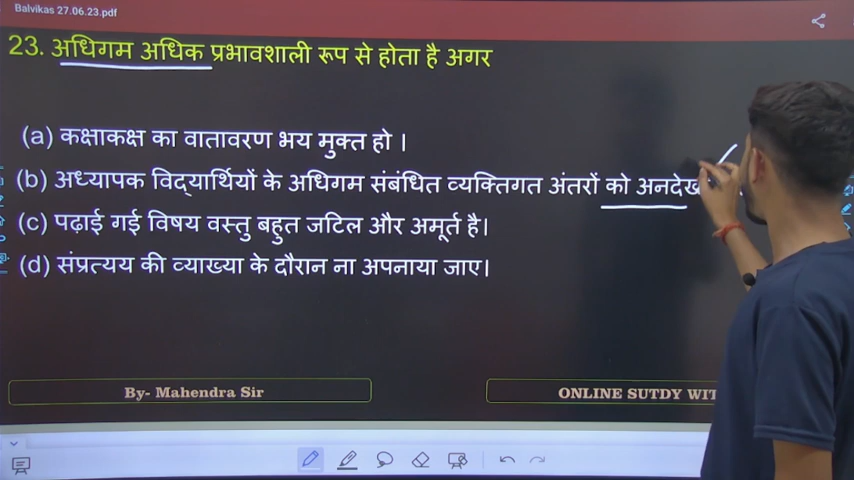 Balvikas 27.06.23.pdf
23. अधिगम अधिक प्रभावशाली रूप से होता है अगर
(a) कक्षाकक्ष का वातावरण भय मुक्त हो ।
(b) अध्यापक विद्यार्थियों के अधिगम संबंधित व्यक्तिगत अंतरों को
(c) पढ़ाई गई विषय वस्तु बहुत जटिल और अमूर्त है।
(d) संप्रत्यय की व्याख्या के दौरान ना अपनाया जाए।
By- Mahendra Sir
ONLINE SUTDY